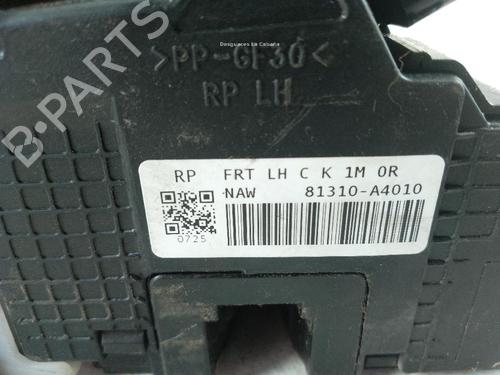 Desguaces La Cabaña
>PP-GF30<
RP LH
RP FRT LH C K 1M 0R
NAW 81310-A4010
0725
B-PARTS